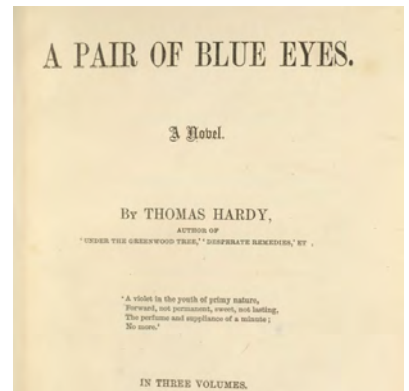 A PAIR OF BLUE EYES.
A Novel.
BY THOMAS HARDY,
AUTHOR OF
'UNDER THE GREENWOOD TREE,' 'DESPERATE REMEDIES,' ET .
'A violet in the youth of primy nature,
Forward, not permanent, sweet, not lasting,
The perfume and suppliance of a minute;
No more.'
IN THREE VOLUMES.